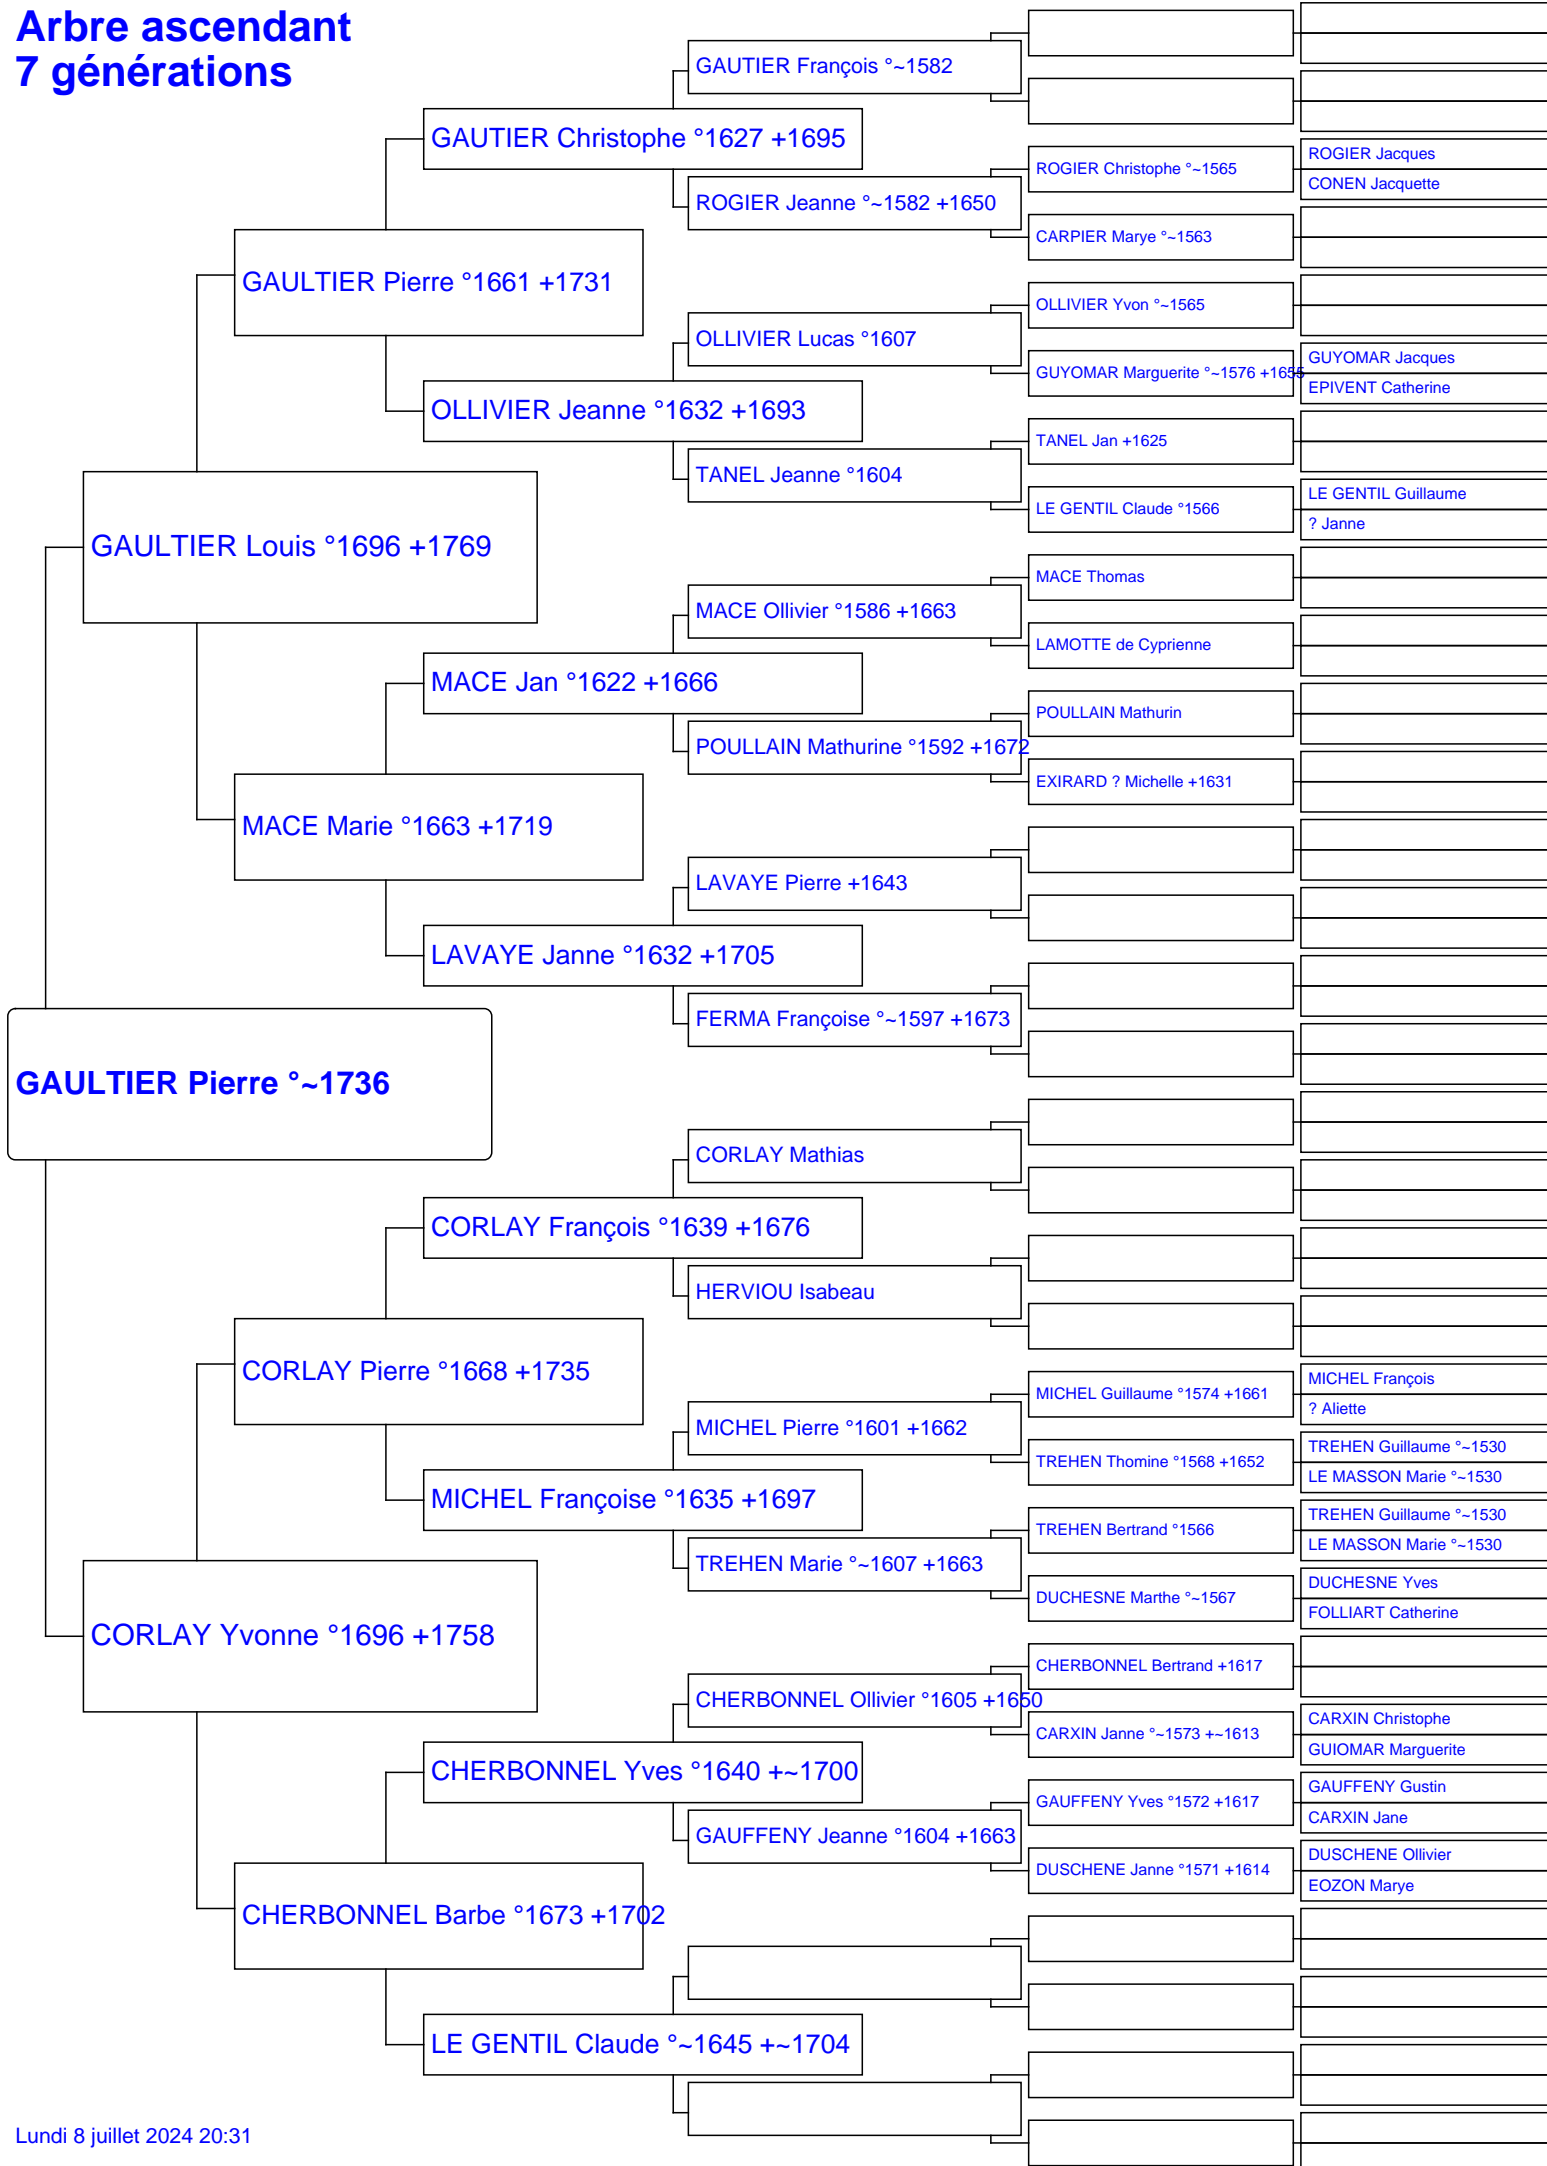 Arbre ascendant
7 générations
GAUTIER François °~1582
GAUTIER Christophe °1627 +1695
ROGIER Jacques
ROGIER Christophe °~1565
CONEN Jacquette
ROGIER Jeanne °~1582 +1650
CARPIER Marye °~1563
GAULTIER Pierre °1661 +1731
OLLIVIER Yvon °~1565
OLLIVIER Lucas °1607
GUYOMAR Jacques
GUYOMAR Marguerite °~1576 +1655
EPIVENT Catherine
OLLIVIER Jeanne °1632 +1693
TANEL Jan +1625
TANEL Jeanne °1604
LE GENTIL Guillaume
LE GENTIL Claude °1566
? Janne
GAULTIER Louis °1696 +1769
MACE Thomas
MACE Ollivier °1586 +1663
LAMOTTE de Cyprienne
MACE Jan °1622 +1666
POULLAIN Mathurin
POULLAIN Mathurine °1592 +1672
EXIRARD ? Michelle +1631
MACE Marie °1663 +1719
LAVAYE Pierre +1643
LAVAYE Janne °1632 +1705
FERMA Françoise °~1597 +1673
GAULTIER Pierre °~1736
CORLAY Mathias
CORLAY François °1639 +1676
HERVIOU Isabeau
CORLAY Pierre °1668 +1735
MICHEL François
MICHEL Guillaume °1574 +1661
? Aliette
MICHEL Pierre °1601 +1662
TREHEN Guillaume °~1530
TREHEN Thomine °1568 +1652
LE MASSON Marie °~1530
MICHEL Françoise °1635 +1697
TREHEN Guillaume °~1530
TREHEN Bertrand °1566
LE MASSON Marie °~1530
TREHEN Marie °~1607 +1663
DUCHESNE Yves
DUCHESNE Marthe °~1567
FOLLIART Catherine
CORLAY Yvonne °1696 +1758
CHERBONNEL Bertrand +1617
CHERBONNEL Ollivier °1605 +1650
CARXIN Christophe
CARXIN Janne °~1573 +~1613
GUIOMAR Marguerite
CHERBONNEL Yves °1640 +~1700
GAUFFENY Gustin
GAUFFENY Yves °1572 +1617
CARXIN Jane
GAUFFENY Jeanne °1604 +1663
DUSCHENE Ollivier
DUSCHENE Janne °1571 +1614
EOZON Marye
CHERBONNEL Barbe °1673 +1702
LE GENTIL Claude °~1645 +~1704
Lundi 8 juillet 2024 20:31